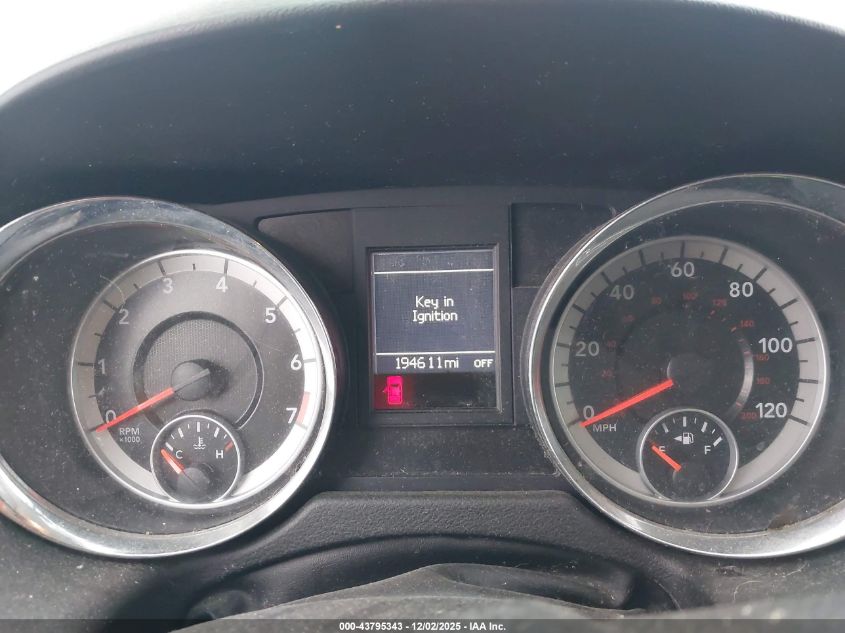 0 1 2 3 4 5 6 7
RPM
×1000
C H
Key in
Ignition
194611mi OFF
0 20 40 60 80 100 120
MPH
E F
000-43795343 - 12/02/2025 - IAA Inc.